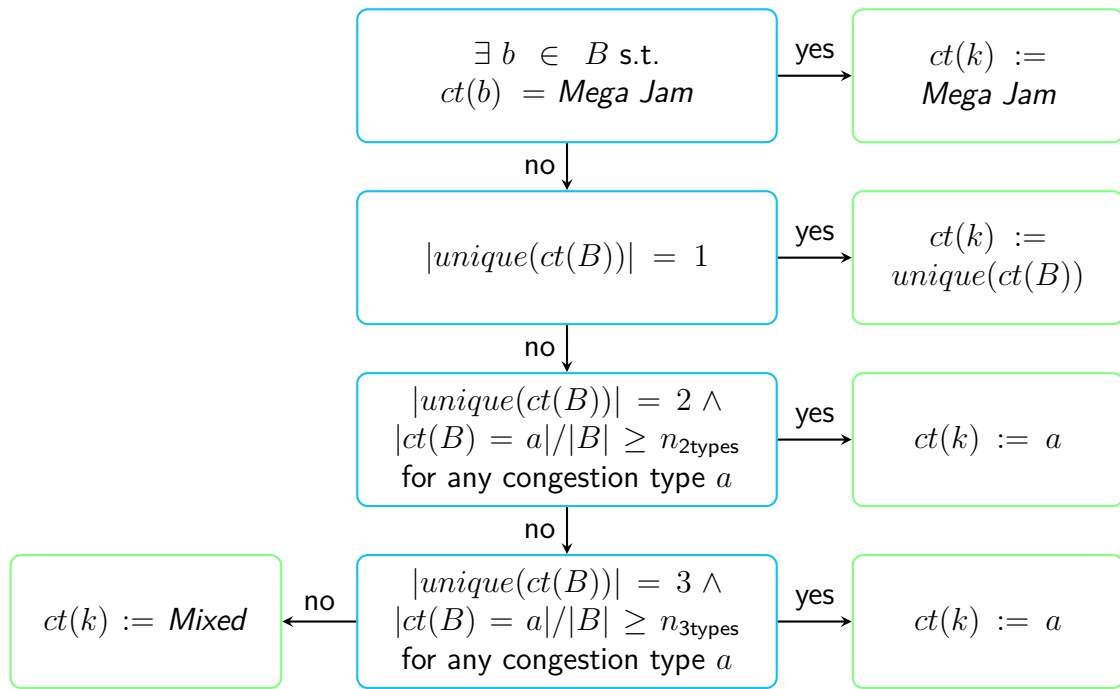 ∃ b ∈ B s.t.
ct(b) = Mega Jam
yes
ct(k) :=
Mega Jam
no
|unique(ct(B))| = 1
yes
ct(k) :=
unique(ct(B))
no
|unique(ct(B))| = 2 ∧
|ct(B) = a|/|B| ≥ n_2types
for any congestion type a
yes
ct(k) := a
no
|unique(ct(B))| = 3 ∧
|ct(B) = a|/|B| ≥ n_3types
for any congestion type a
yes
ct(k) := a
no
ct(k) := Mixed